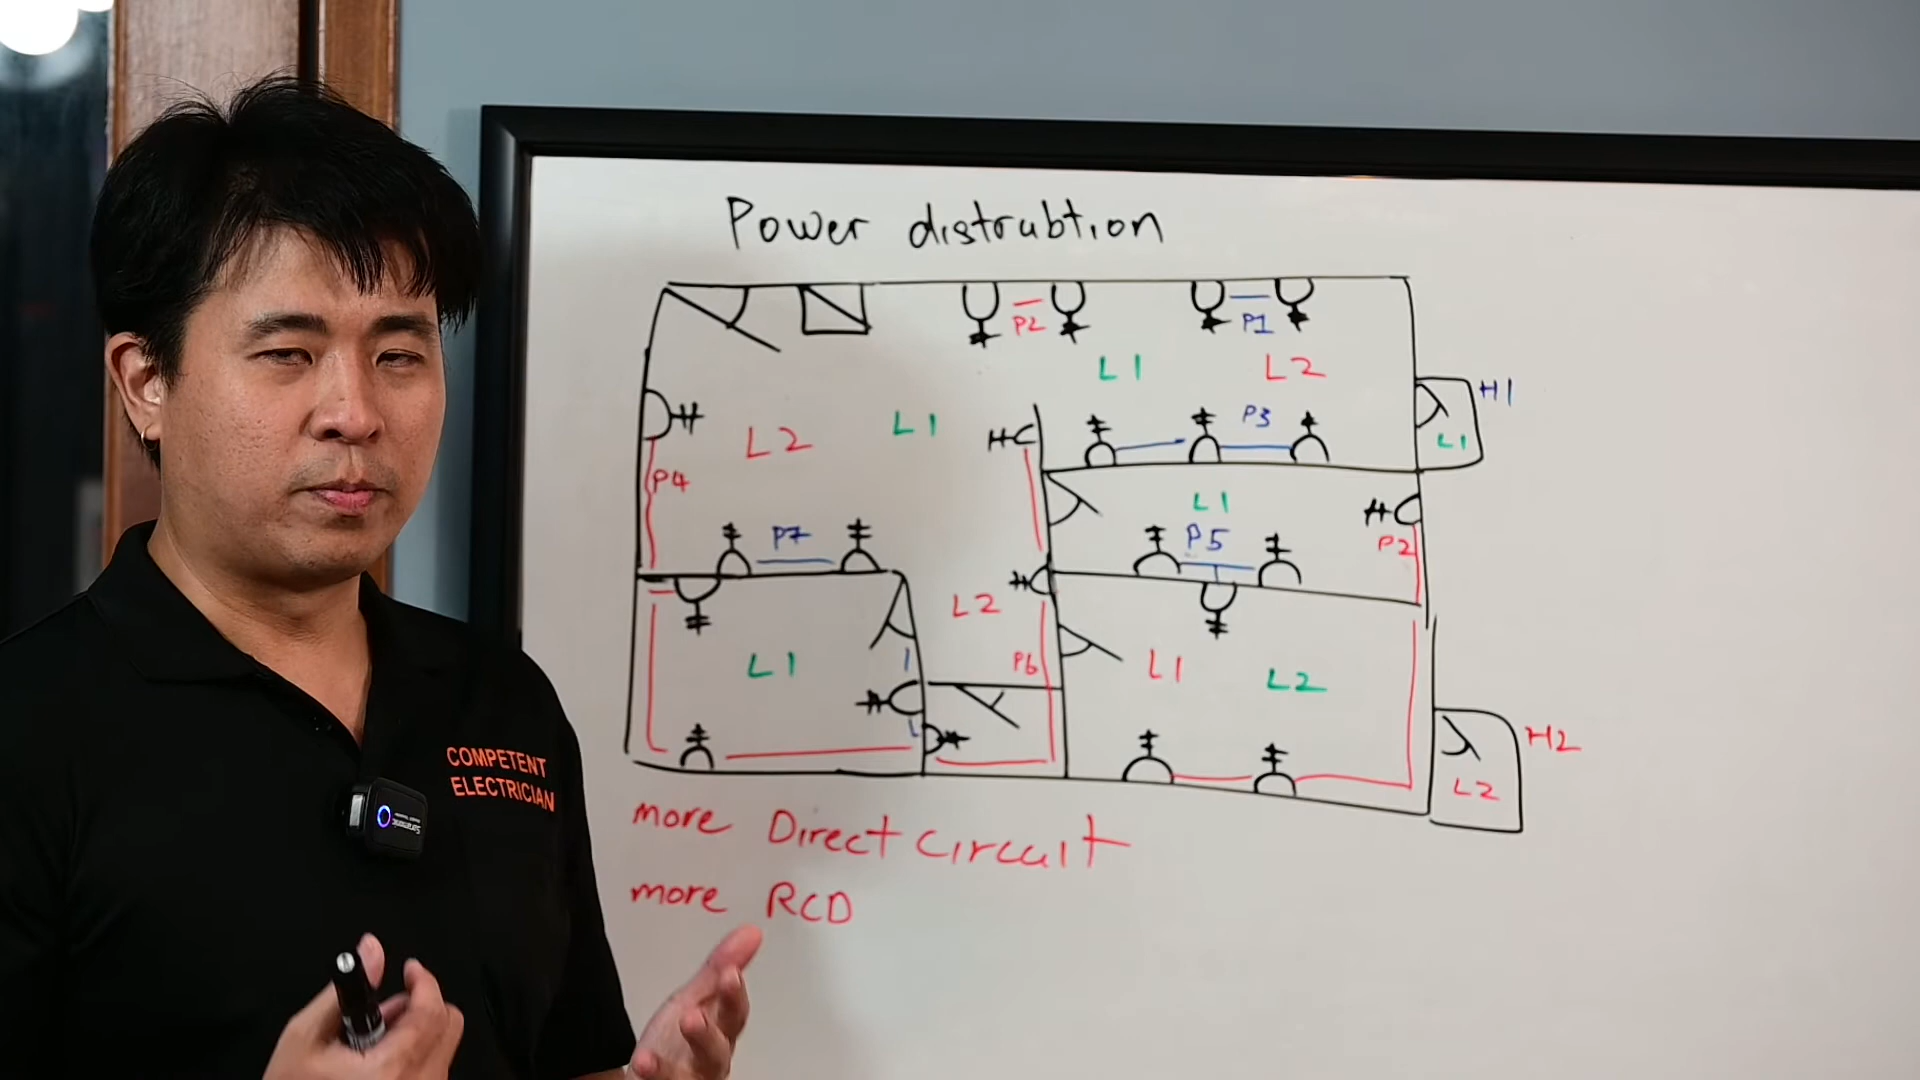 Power distrubtion
P2
P1
L1
L2
H1
L2
L1
P3
L1
P4
L1
P7
P5
P2
L2
L1
P6
L1
L2
H2
L2
COMPETENT
ELECTRICIAN
more Direct circuit
more RCD